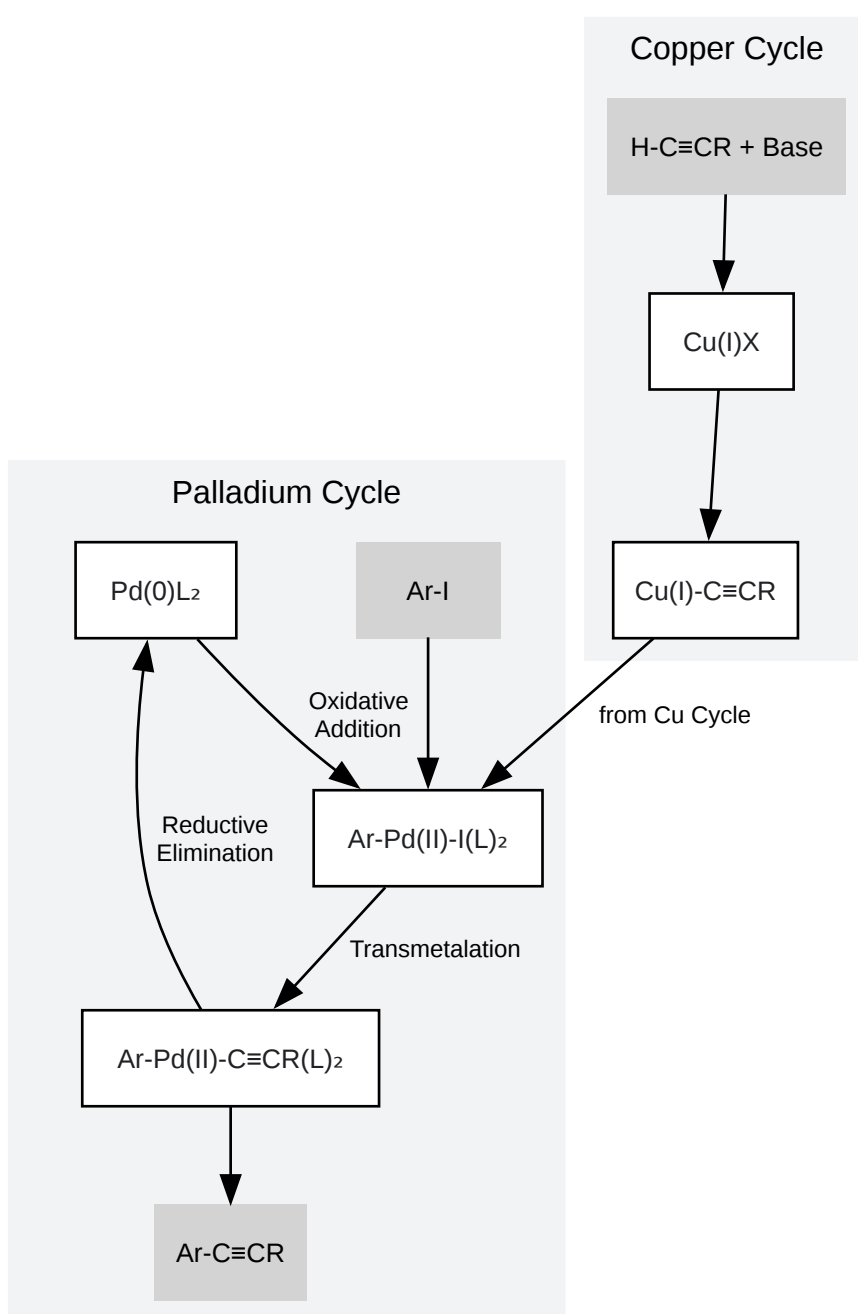 Copper Cycle
H-C≡CR + Base
Cu(I)X
Cu(I)-C≡CR
from Cu Cycle
Palladium Cycle
Pd(0)L₂
Ar-I
Oxidative
Addition
Ar-Pd(II)-I(L)₂
Reductive
Elimination
Transmetalation
Ar-Pd(II)-C≡CR(L)₂
Ar-C≡CR